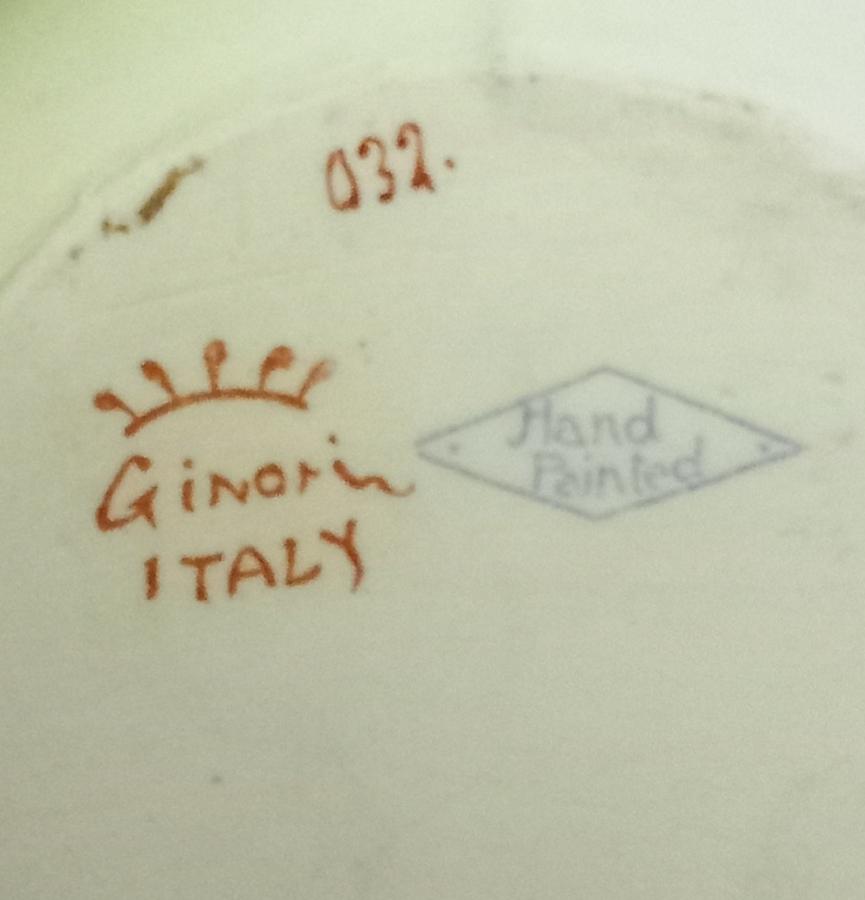 032.
Ginori
ITALY
Hand
Painted